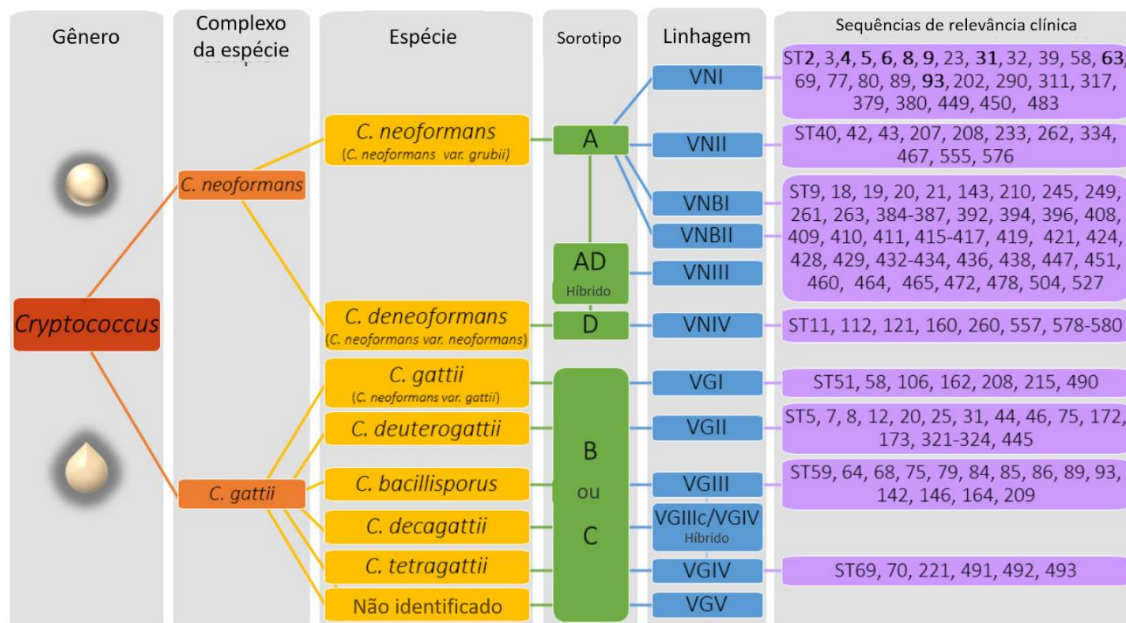 Gênero
Complexo
da espécie
Espécie
Sorotipo
Linhagem
Sequências de relevância clínica
Cryptococcus
C. neoformans
C. gattii
C. neoformans
(C. neoformans var. grubii)
C. deneoformans
(C. neoformans var. neoformans)
C. gattii
(C. neoformans var. gattii)
C. deuterogattii
C. bacillisporus
C. decagattii
C. tetragattii
Não identificado
A
AD
Híbrido
D
B
ou
C
VNI
VNII
VNBI
VNBII
VNIII
VNIV
VGI
VGII
VGIII
VGIIIc/VGIV
Híbrido
VGIV
VGV
ST2, 3,4, 5, 6, 8, 9, 23, 31, 32, 39, 58, 63,
69, 77, 80, 89, 93, 202, 290, 311, 317,
379, 380, 449, 450, 483
ST40, 42, 43, 207, 208, 233, 262, 334,
467, 555, 576
ST9, 18, 19, 20, 21, 143, 210, 245, 249,
261, 263, 384-387, 392, 394, 396, 408,
409, 410, 411, 415-417, 419, 421, 424,
428, 429, 432-434, 436, 438, 447, 451,
460, 464, 465, 472, 478, 504, 527
ST11, 112, 121, 160, 260, 557, 578-580
ST51, 58, 106, 162, 208, 215, 490
ST5, 7, 8, 12, 20, 25, 31, 44, 46, 75, 172,
173, 321-324, 445
ST59, 64, 68, 75, 79, 84, 85, 86, 89, 93,
142, 146, 164, 209
ST69, 70, 221, 491, 492, 493